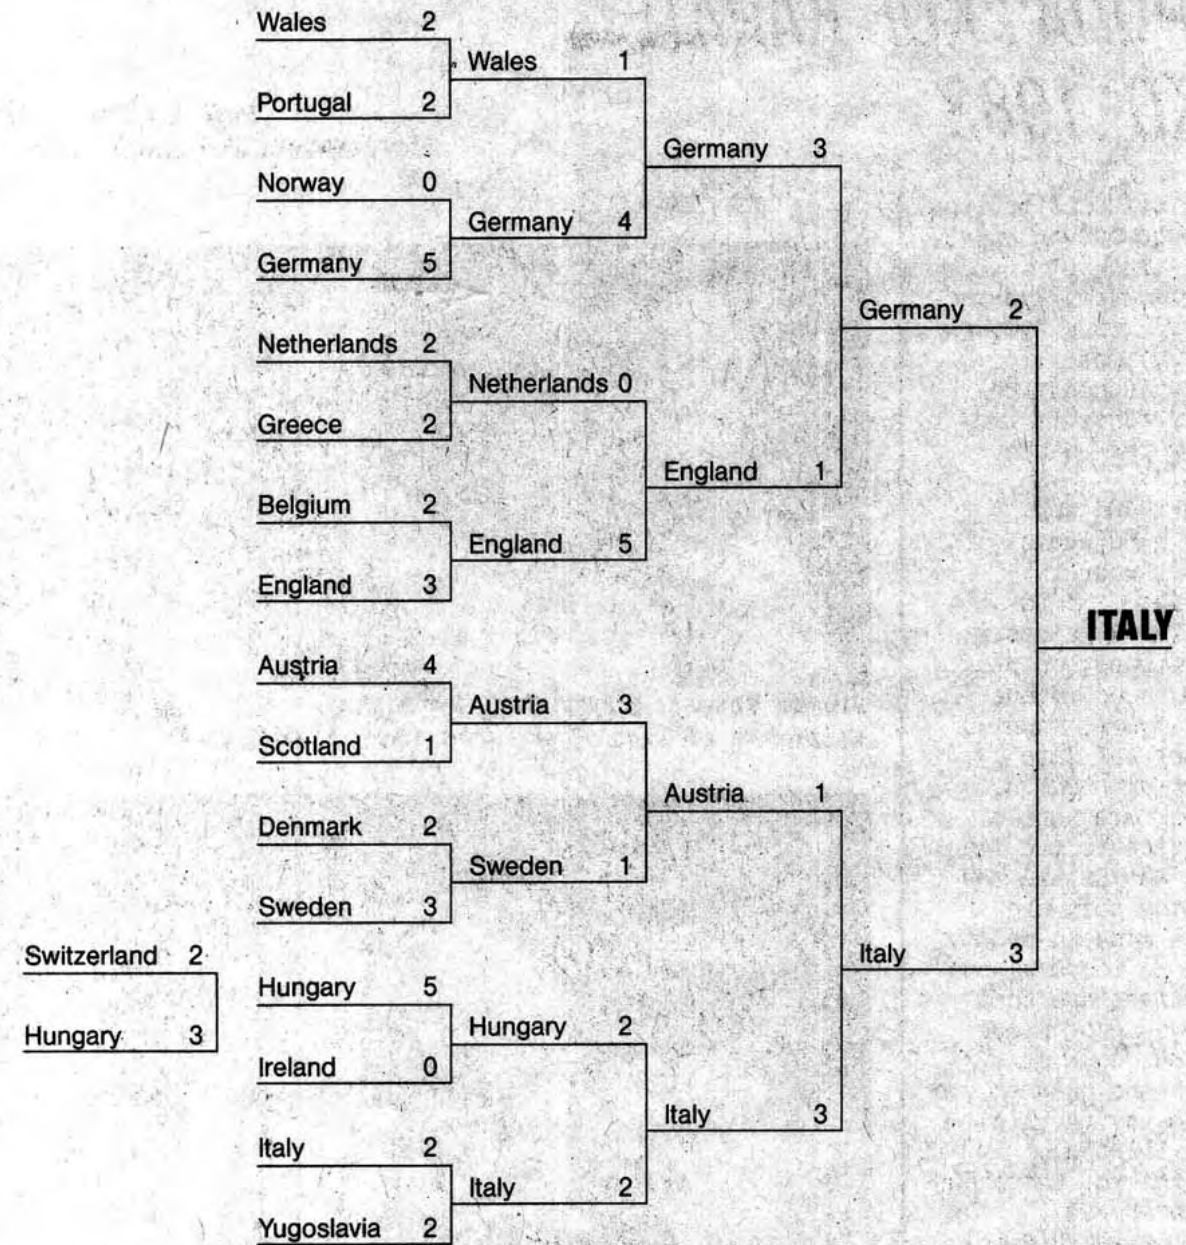 Wales 2
Portugal 2
Norway 0
Germany 5
Netherlands 2
Greece 2
Belgium 2
England 3
Austria 4
Scotland 1
Denmark 2
Sweden 3
Switzerland 2
Hungary 3
Hungary 5
Ireland 0
Italy 2
Yugoslavia 2
Wales 1
Germany 4
Netherlands 0
England 5
Austria 3
Sweden 1
Hungary 2
Italy 2
Germany 3
England 1
Austria 1
Italy 3
Germany 2
Italy 3
ITALY